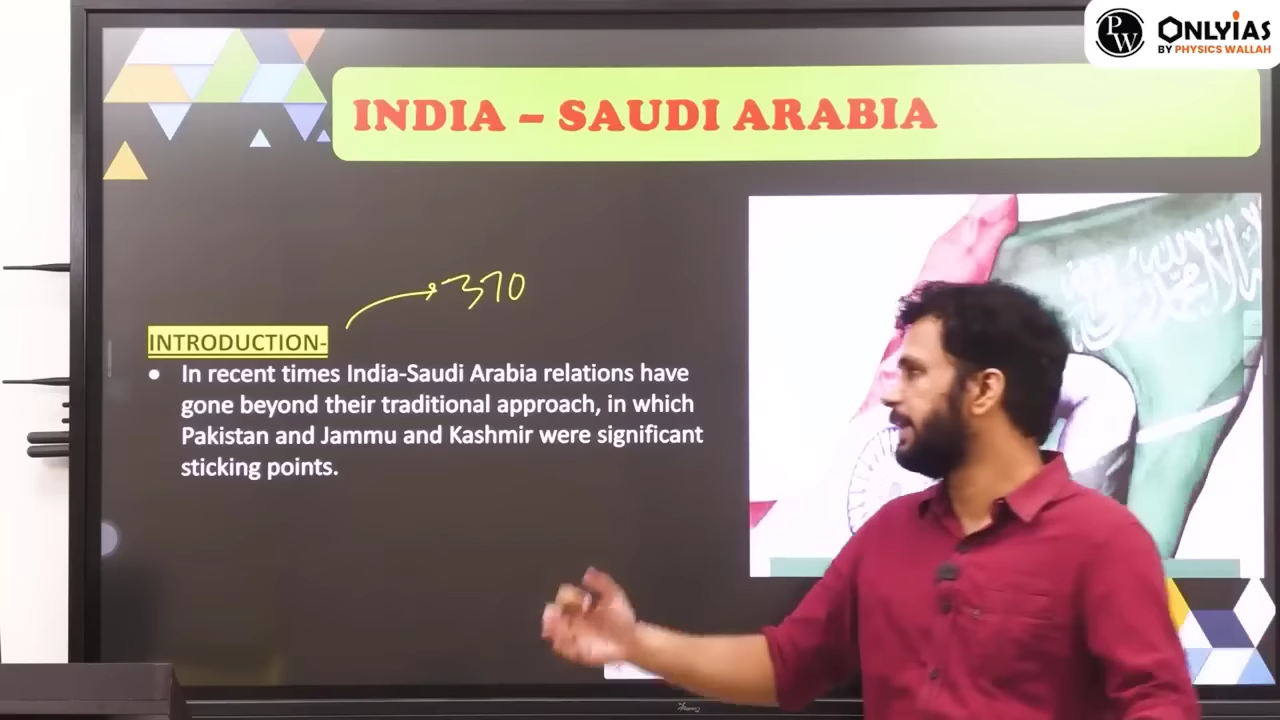 PW ONLYIAS
BY PHYSICS WALLAH
INDIA – SAUDI ARABIA
370
INTRODUCTION-
● In recent times India-Saudi Arabia relations have
gone beyond their traditional approach, in which
Pakistan and Jammu and Kashmir were significant
sticking points.